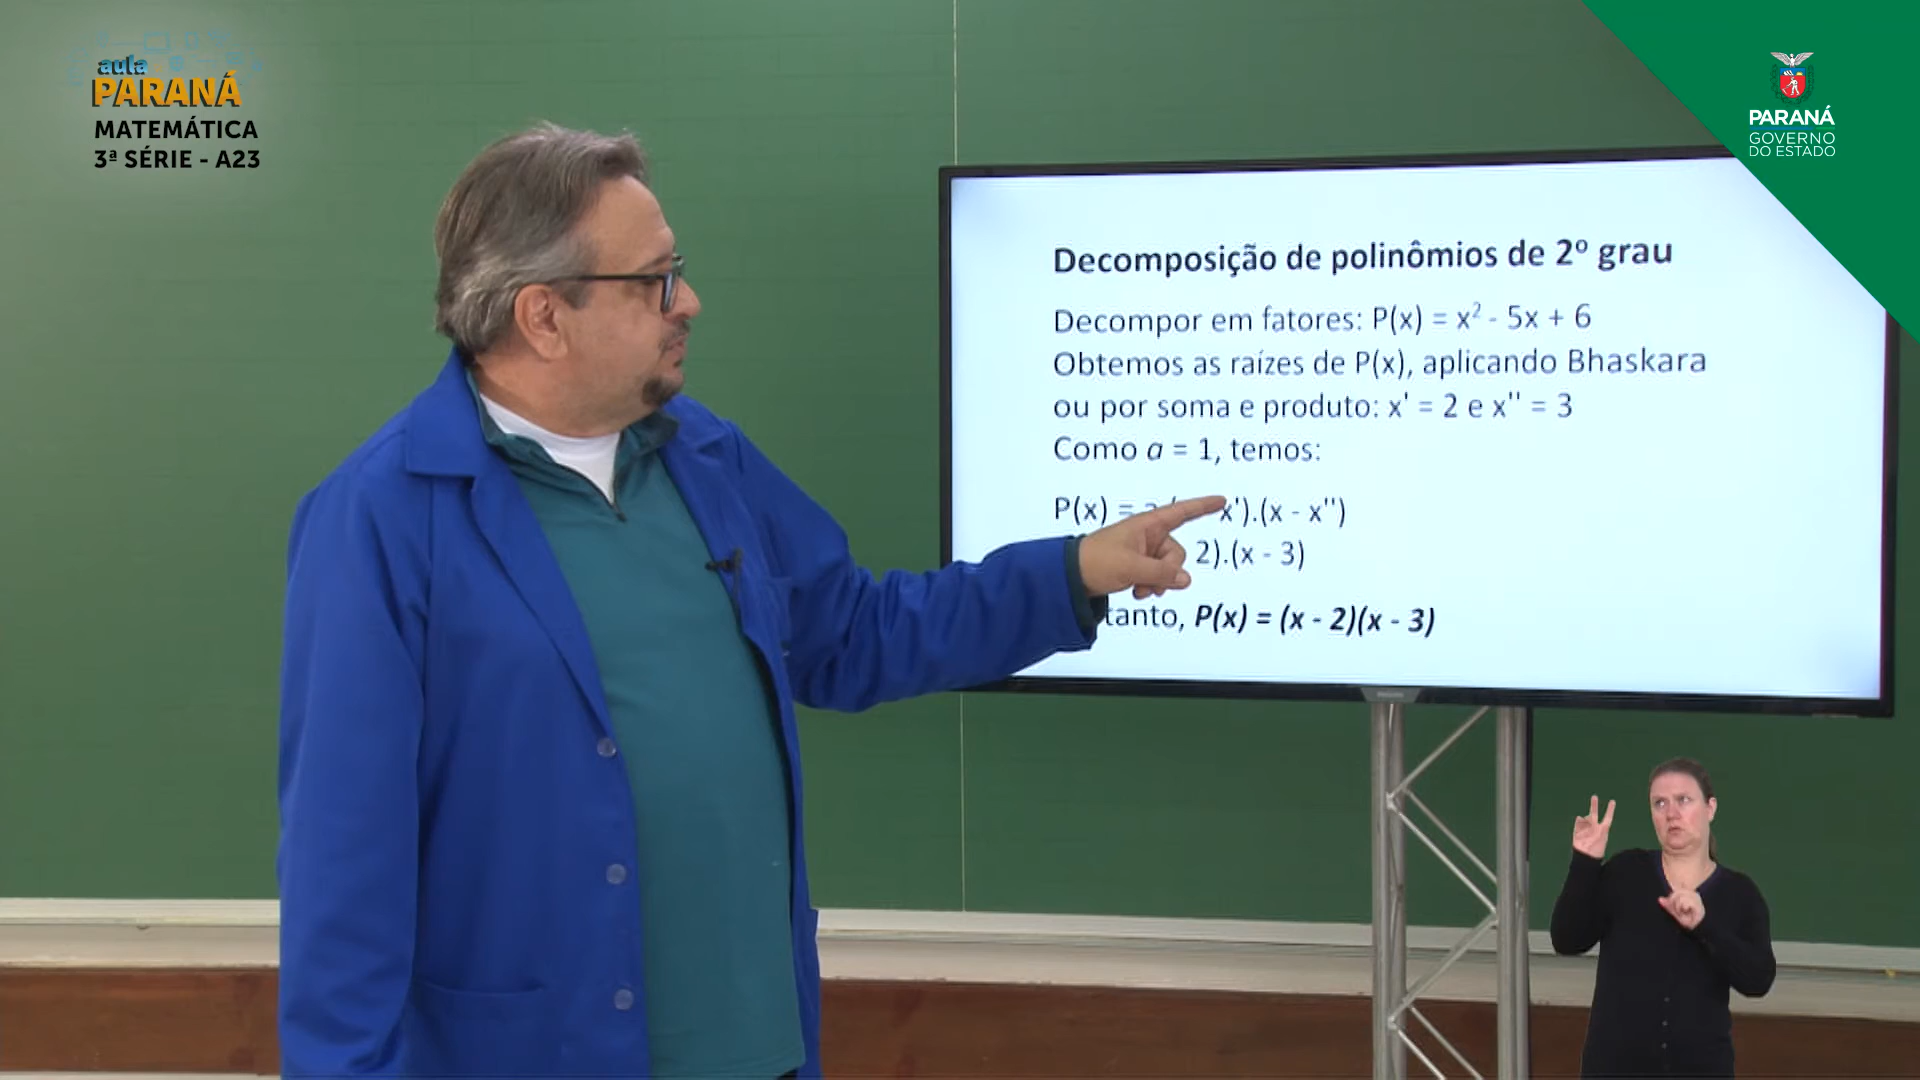 aula
PARANÁ
MATEMÁTICA
3ª SÉRIE - A23
PARANÁ
GOVERNO
DO ESTADO
Decomposição de polinômios de 2º grau
Decompor em fatores: P(x) = x² - 5x + 6
Obtemos as raízes de P(x), aplicando Bhaskara
ou por soma e produto: x' = 2 e x'' = 3
Como a = 1, temos:
P(x) = x').(x - x'')
2).(x - 3)
tanto, P(x) = (x - 2)(x - 3)